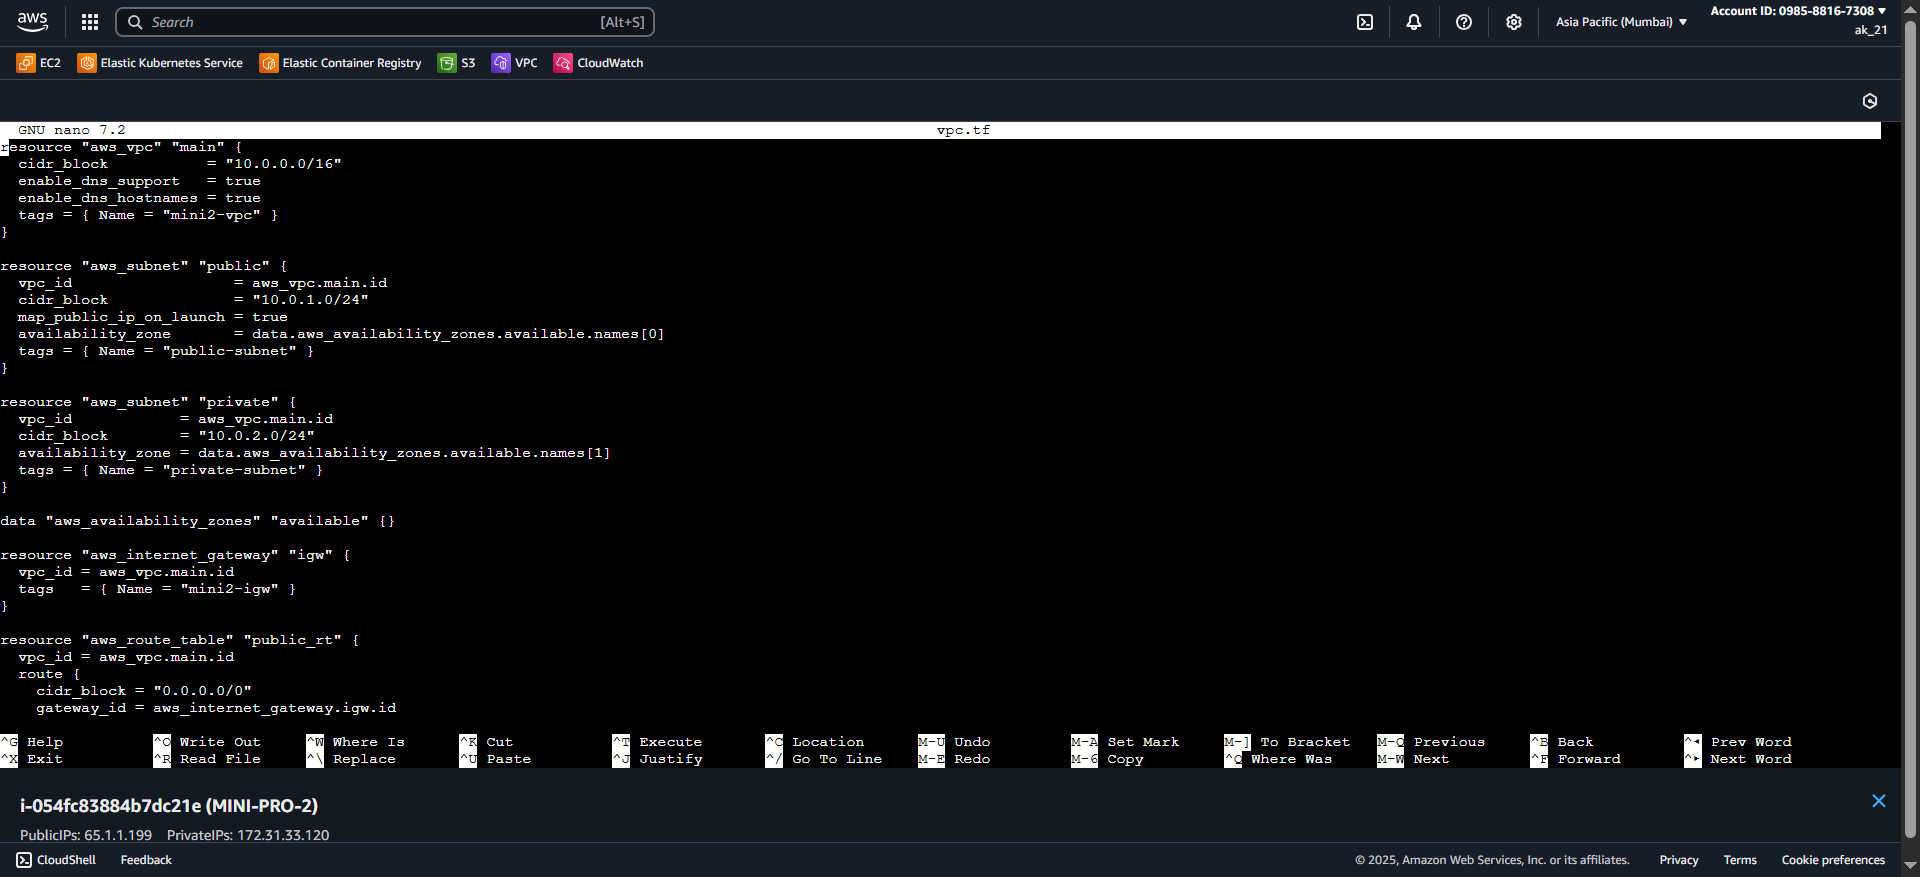 aws
Search [Alt+S]
Asia Pacific (Mumbai)
Account ID: 0985-8816-7308
ak_21
EC2 Elastic Kubernetes Service Elastic Container Registry S3 VPC CloudWatch
GNU nano 7.2 vpc.tf
resource "aws_vpc" "main" {
  cidr_block           = "10.0.0.0/16"
  enable_dns_support   = true
  enable_dns_hostnames = true
  tags = { Name = "mini2-vpc" }
}
resource "aws_subnet" "public" {
  vpc_id                  = aws_vpc.main.id
  cidr_block              = "10.0.1.0/24"
  map_public_ip_on_launch = true
  availability_zone       = data.aws_availability_zones.available.names[0]
  tags = { Name = "public-subnet" }
}
resource "aws_subnet" "private" {
  vpc_id            = aws_vpc.main.id
  cidr_block        = "10.0.2.0/24"
  availability_zone = data.aws_availability_zones.available.names[1]
  tags = { Name = "private-subnet" }
}
data "aws_availability_zones" "available" {}
resource "aws_internet_gateway" "igw" {
  vpc_id = aws_vpc.main.id
  tags   = { Name = "mini2-igw" }
}
resource "aws_route_table" "public_rt" {
  vpc_id = aws_vpc.main.id
  route {
    cidr_block = "0.0.0.0/0"
    gateway_id = aws_internet_gateway.igw.id
^G Help ^O Write Out ^W Where Is ^K Cut ^T Execute ^C Location M-U Undo M-A Set Mark M-] To Bracket M-Q Previous ^B Back ^◂ Prev Word
^X Exit ^R Read File ^\ Replace ^U Paste ^J Justify ^/ Go To Line M-E Redo M-6 Copy ^Q Where Was M-W Next ^F Forward ^▸ Next Word
i-054fc83884b7dc21e (MINI-PRO-2)
PublicIPs: 65.1.1.199 PrivateIPs: 172.31.33.120
CloudShell Feedback © 2025, Amazon Web Services, Inc. or its affiliates. Privacy Terms Cookie preferences